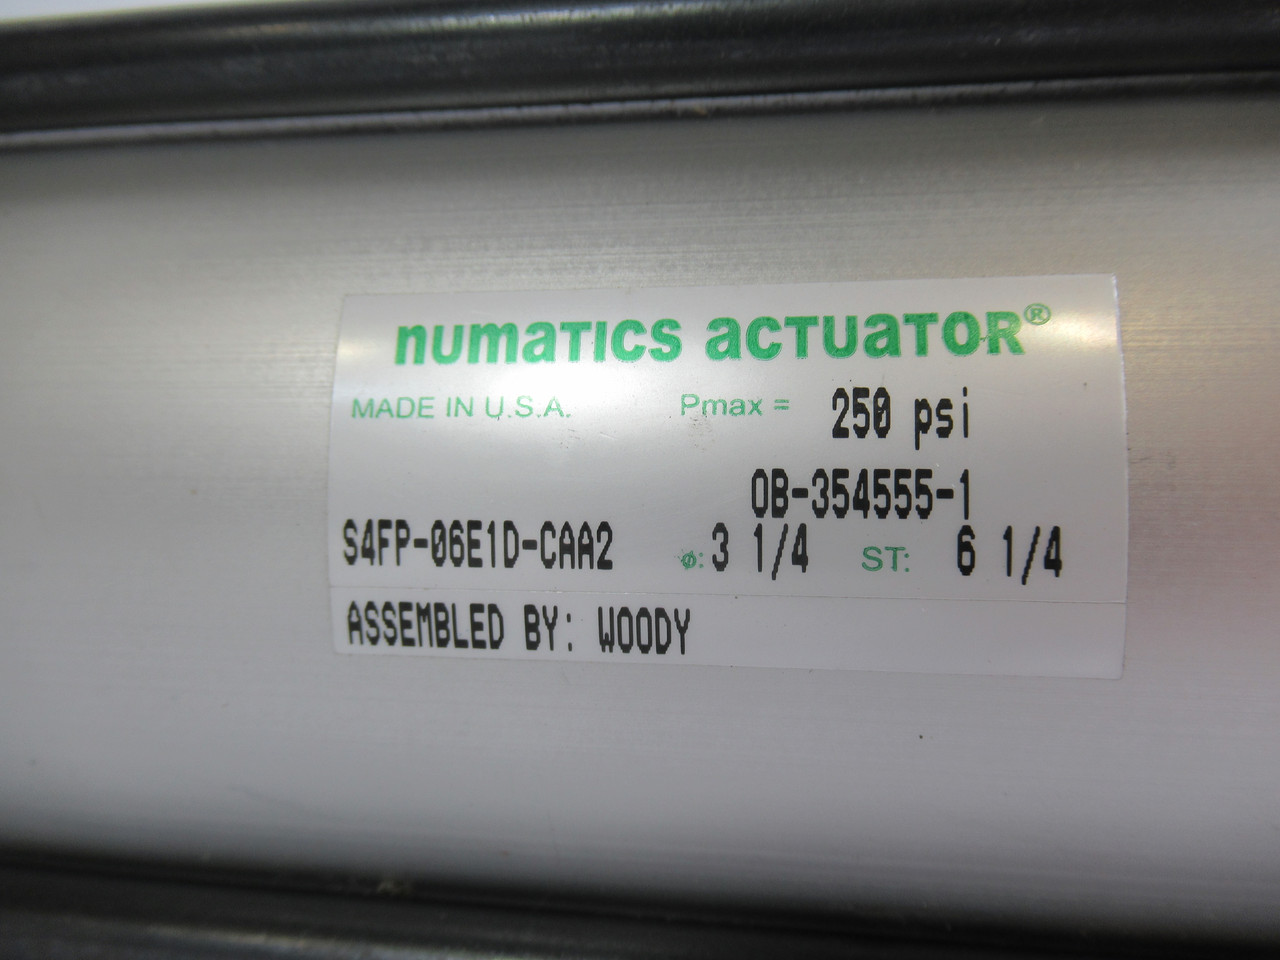 numatics actuator®
MADE IN U.S.A. Pmax = 250 psi
OB-354555-1
S4FP-06E1D-CAA2 ø: 3 1/4 ST: 6 1/4
ASSEMBLED BY: WOODY